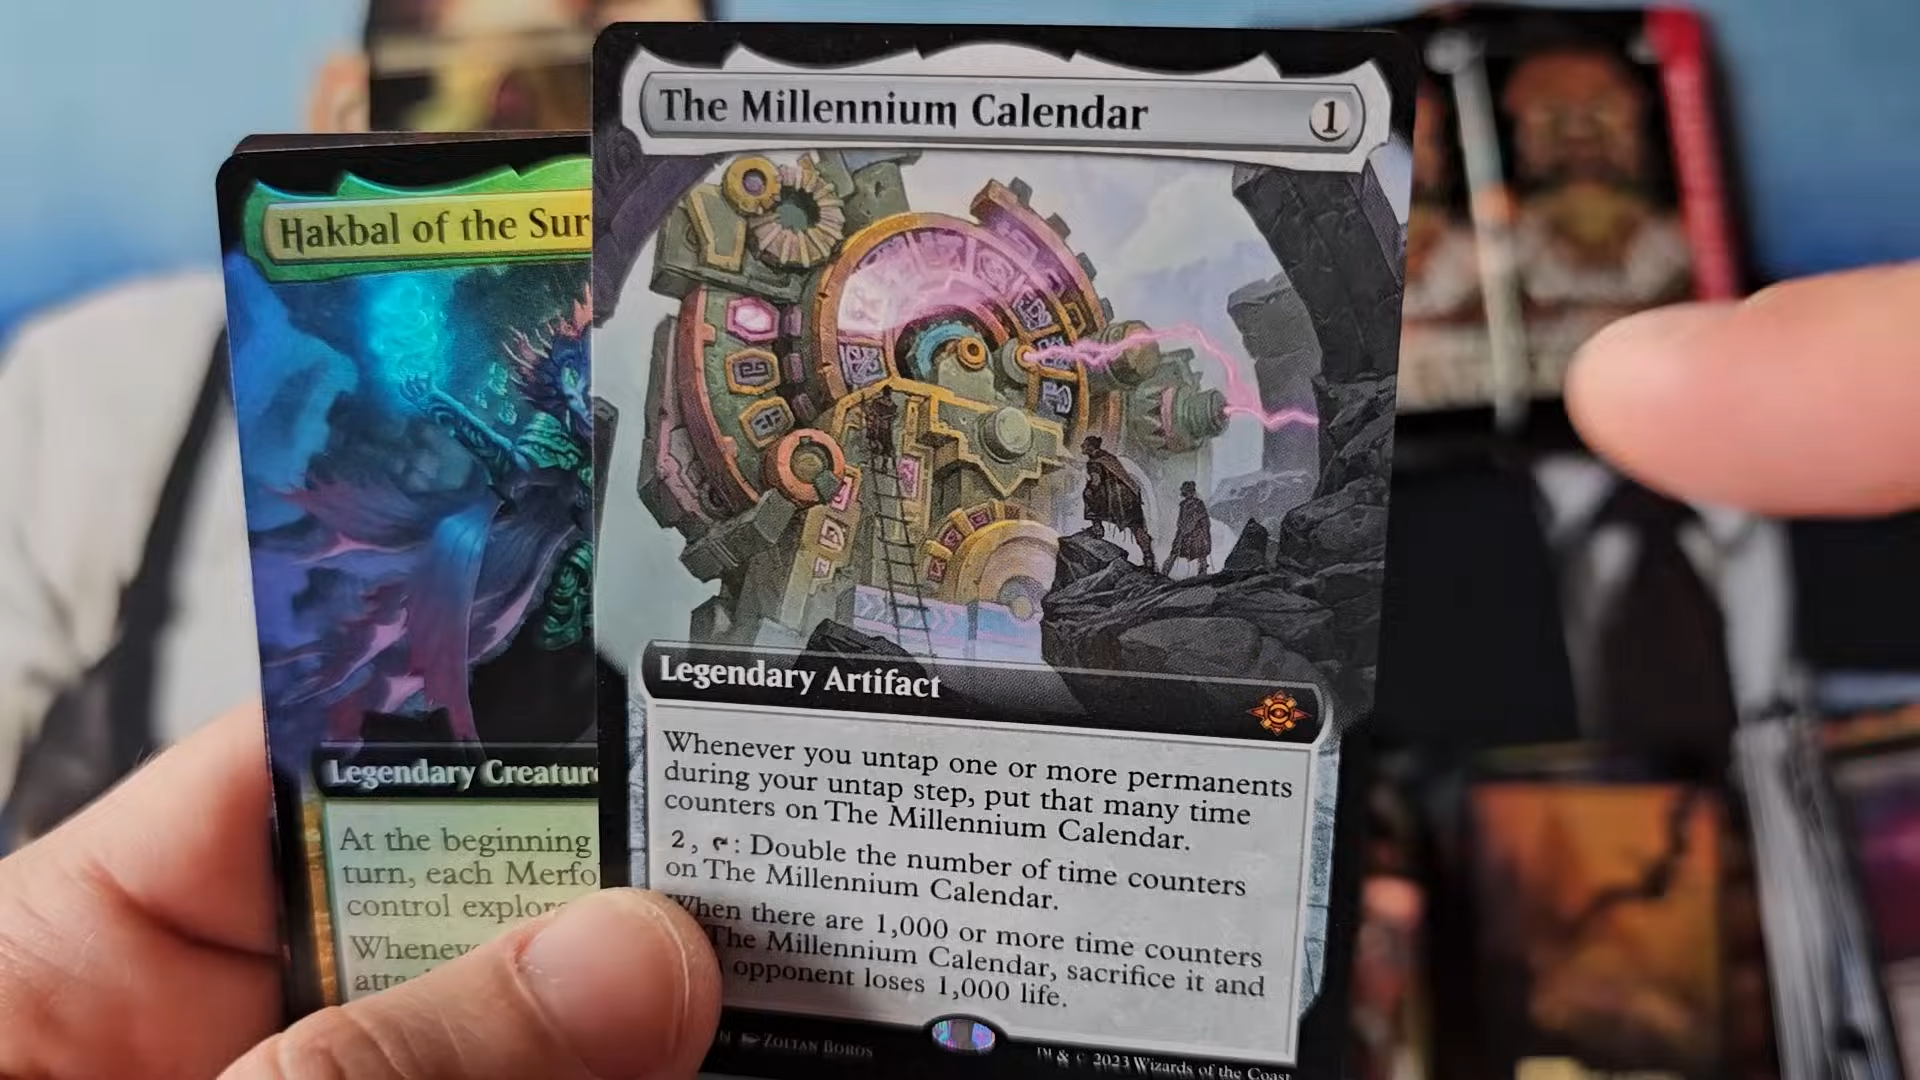 The Millennium Calendar
1
Legendary Artifact
Whenever you untap one or more permanents
during your untap step, put that many time
counters on The Millennium Calendar.
2, : Double the number of time counters
on The Millennium Calendar.
When there are 1,000 or more time counters
The Millennium Calendar, sacrifice it and
opponent loses 1,000 life.
N ZOLTAN BOROS
™ & © 2023 Wizards of the Coast
Hakbal of the Sur
Legendary Creature
At the beginning
turn, each Merfo
control explor
Whenev